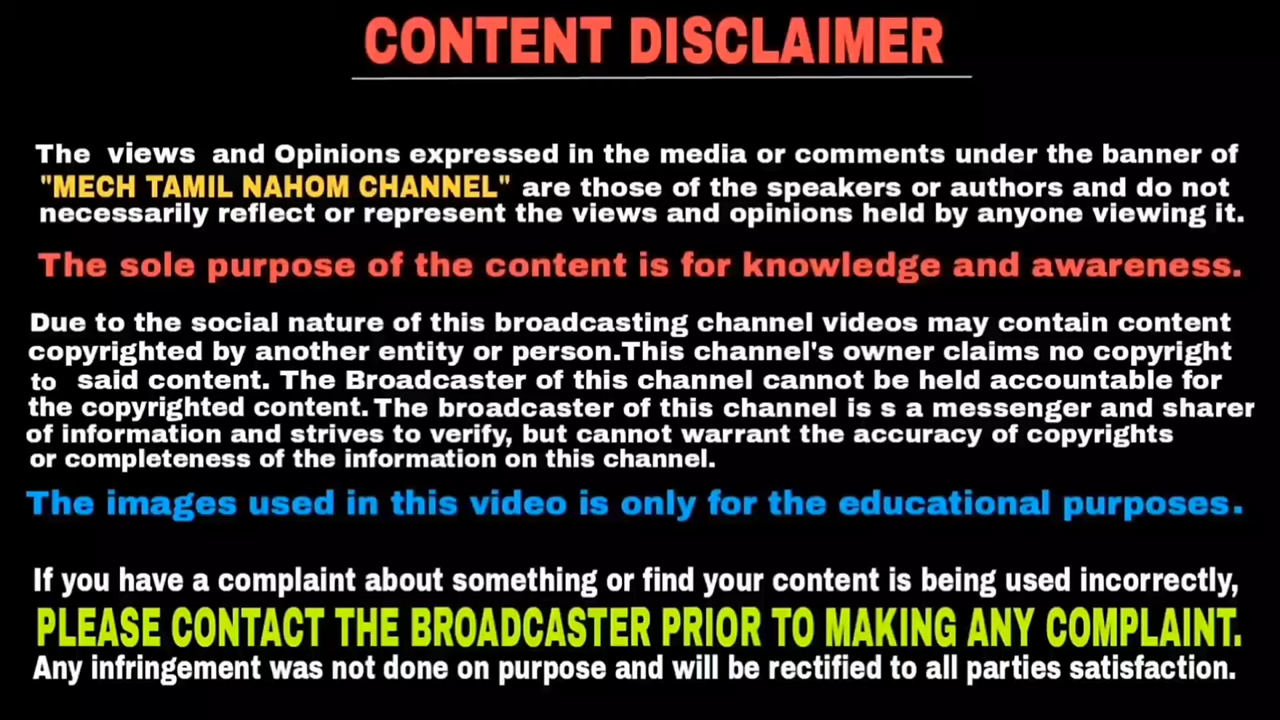 CONTENT DISCLAIMER
The views and Opinions expressed in the media or comments under the banner of
"MECH TAMIL NAHOM CHANNEL" are those of the speakers or authors and do not
necessarily reflect or represent the views and opinions held by anyone viewing it.
The sole purpose of the content is for knowledge and awareness.
Due to the social nature of this broadcasting channel videos may contain content
copyrighted by another entity or person.This channel's owner claims no copyright
to said content. The Broadcaster of this channel cannot be held accountable for
the copyrighted content. The broadcaster of this channel is s a messenger and sharer
of information and strives to verify, but cannot warrant the accuracy of copyrights
or completeness of the information on this channel.
The images used in this video is only for the educational purposes.
If you have a complaint about something or find your content is being used incorrectly,
PLEASE CONTACT THE BROADCASTER PRIOR TO MAKING ANY COMPLAINT.
Any infringement was not done on purpose and will be rectified to all parties satisfaction.